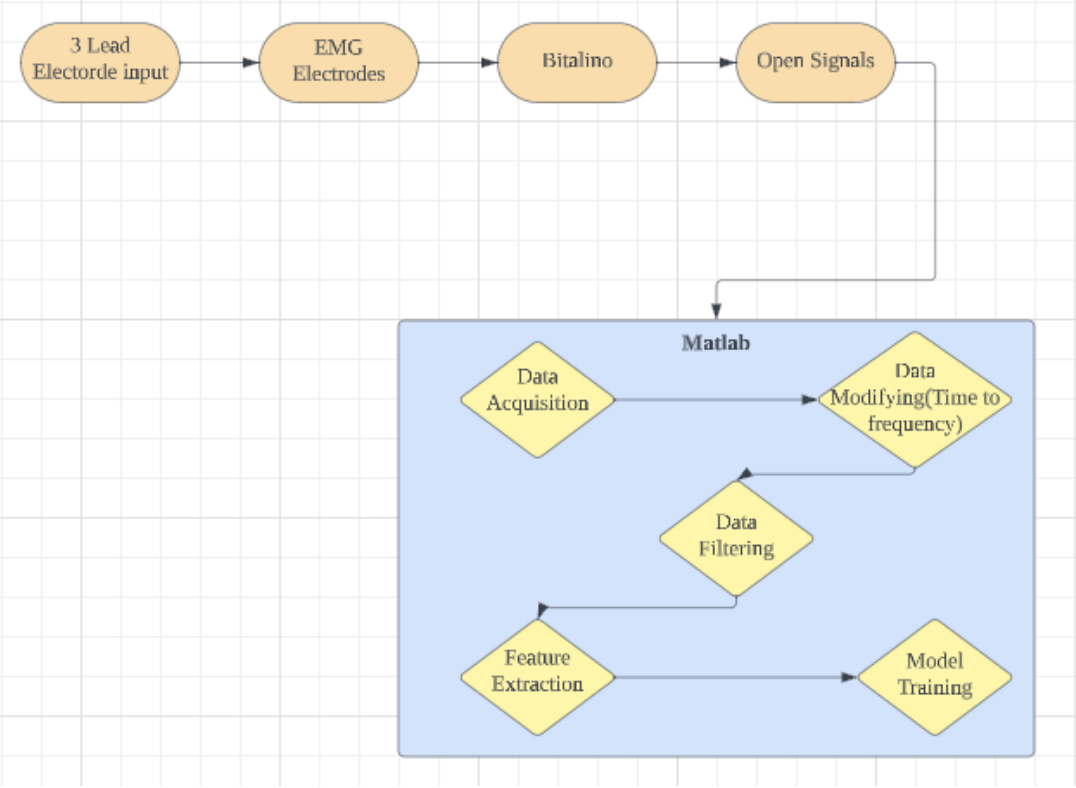 3 Lead
Electorde input
EMG
Electrodes
Bitalino
Open Signals
Matlab
Data
Acquisition
Data
Modifying(Time to
frequency)
Data
Filtering
Feature
Extraction
Model
Training